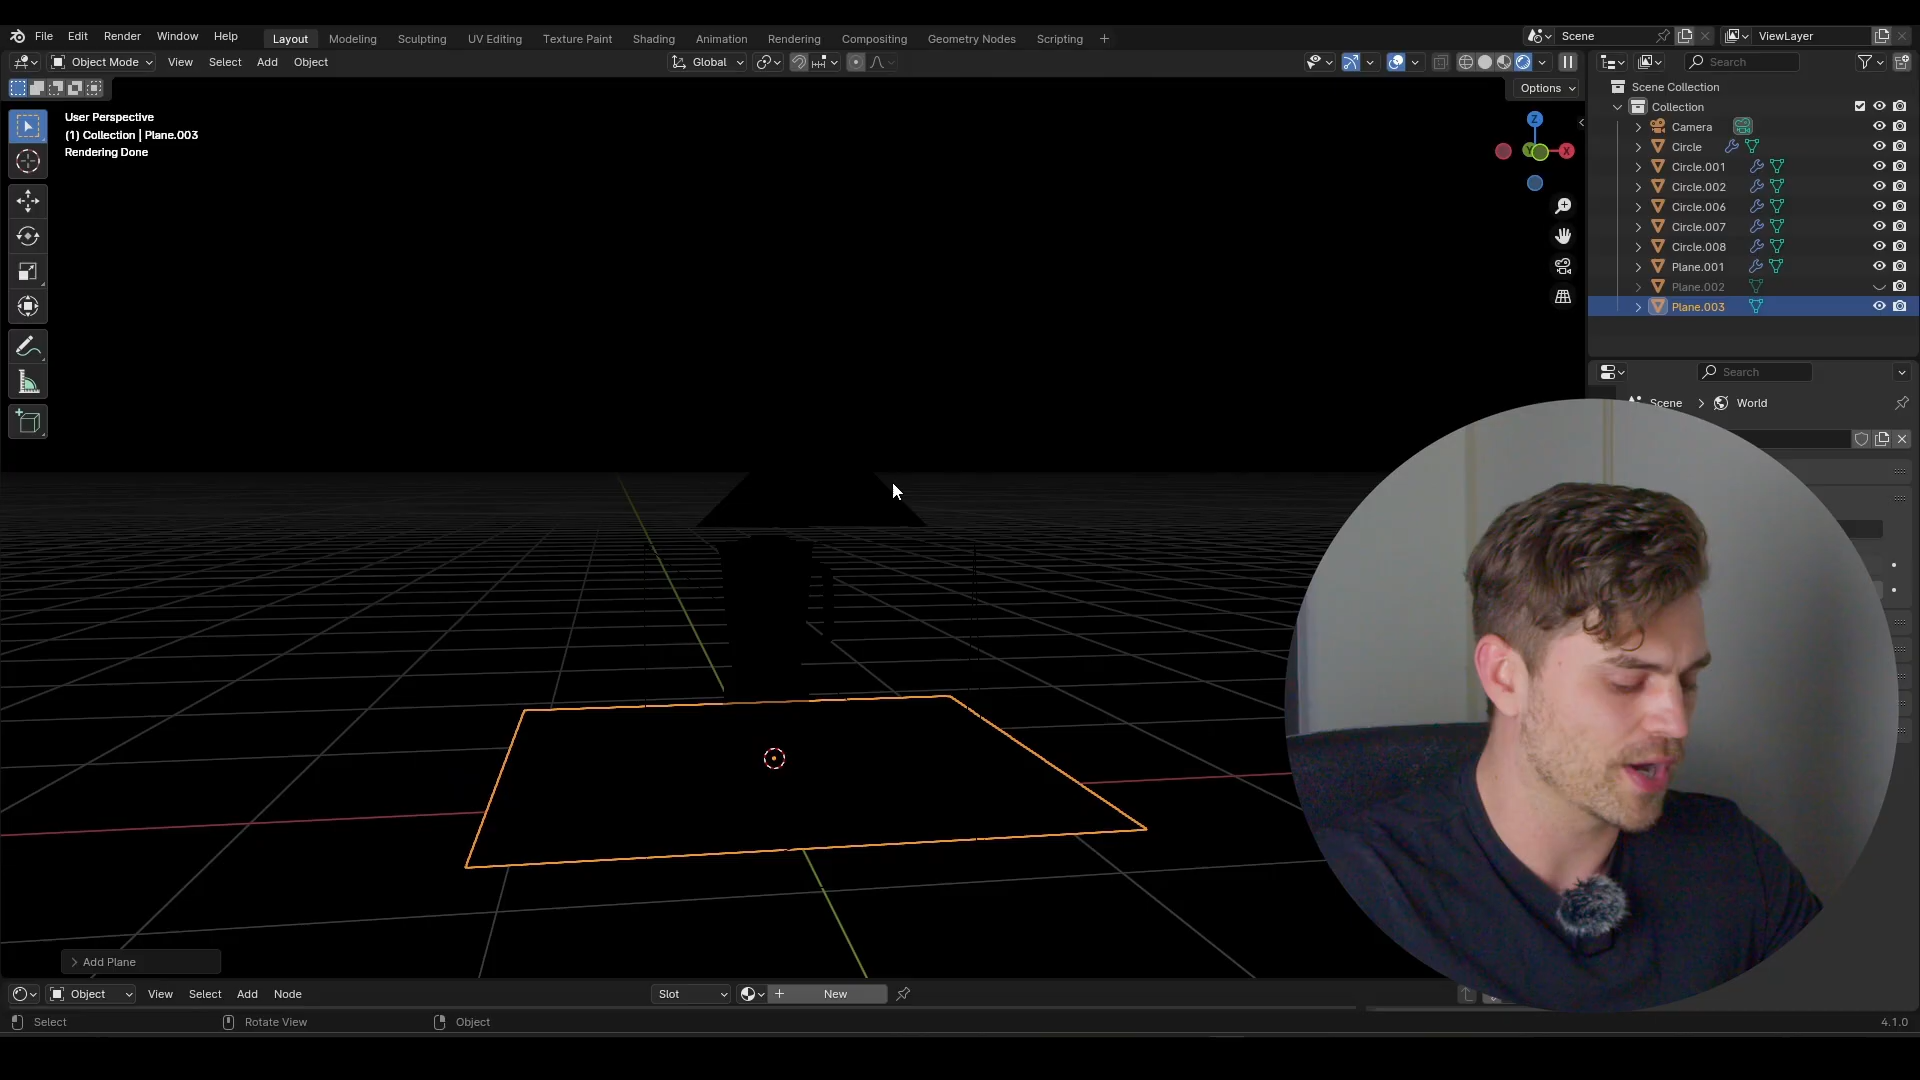 File Edit Render Window Help Layout Modeling Sculpting UV Editing Texture Paint Shading Animation Rendering Compositing Geometry Nodes Scripting + Scene ViewLayer
Object Mode View Select Add Object Global Search
Options
User Perspective
(1) Collection | Plane.003
Rendering Done
Z
Y
X
Scene Collection
Collection
Camera
Circle
Circle.001
Circle.002
Circle.006
Circle.007
Circle.008
Plane.001
Plane.002
Plane.003
Search
Scene > World
> Add Plane
Object View Select Add Node Slot + New
Select Rotate View Object 4.1.0